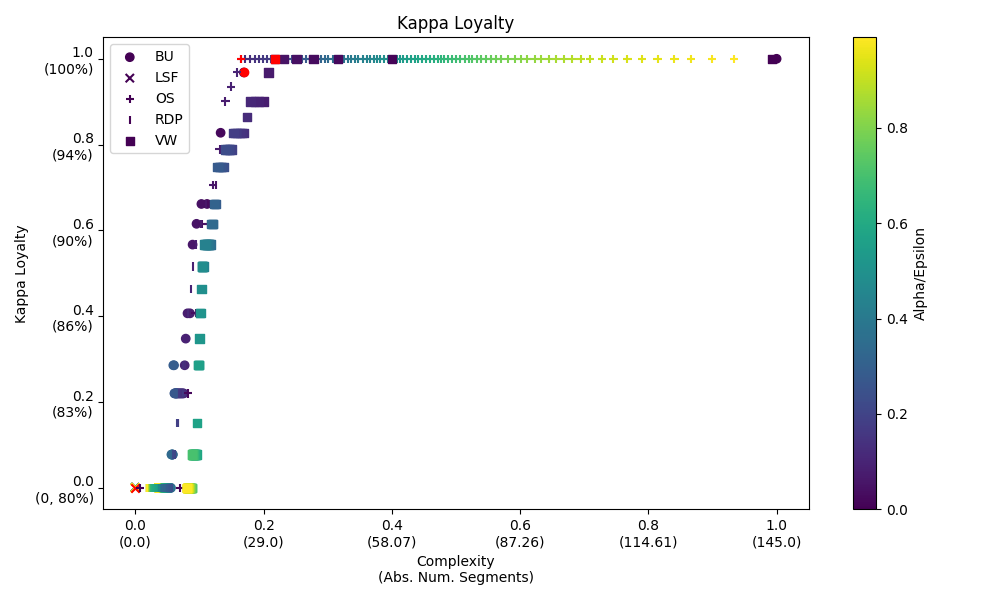 Kappa Loyalty
BU
LSF
OS
RDP
VW
Kappa Loyalty
1.0
(100%)
0.8
(94%)
0.6
(90%)
0.4
(86%)
0.2
(83%)
0.0
(0, 80%)
0.0
(0.0)
0.2
(29.0)
0.4
(58.07)
0.6
(87.26)
0.8
(114.61)
1.0
(145.0)
Complexity
(Abs. Num. Segments)
0.8
0.6
0.4
0.2
0.0
Alpha/Epsilon